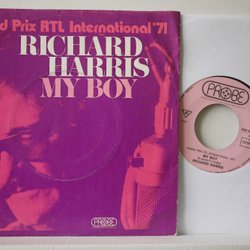 d Prix RTL International '71
RICHARD
HARRIS
MY BOY
PROBE
PROBE
MY BOY
RICHARD HARRIS